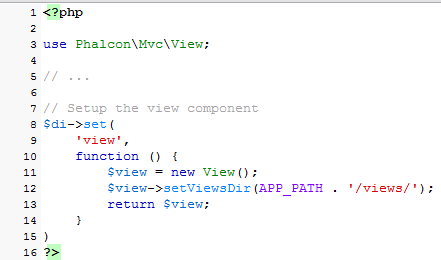 1 <?php
2
3 use Phalcon\Mvc\View;
4
5 // ...
6
7 // Setup the view component
8 $di->set(
9     'view',
10     function () {
11         $view = new View();
12         $view->setViewsDir(APP_PATH . '/views/');
13         return $view;
14     }
15 )
16 ?>